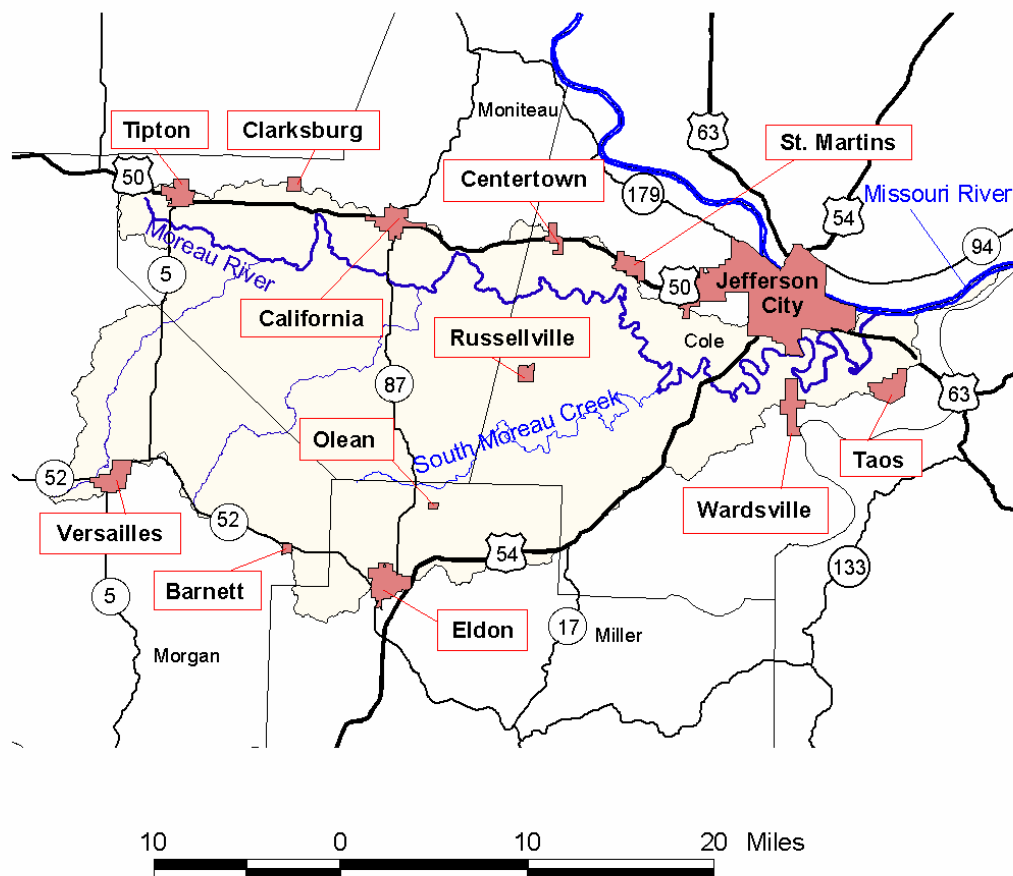 Moniteau
63
Tipton
Clarksburg
St. Martins
50
Centertown
179
Missouri River
54
94
Moreau River
5
50
Jefferson
City
California
Russellville
Cole
87
63
Olean
South Moreau Creek
Taos
52
Wardsville
Versailles
52
54
133
Barnett
5
Eldon
17
Miller
Morgan
10 0 10 20 Miles